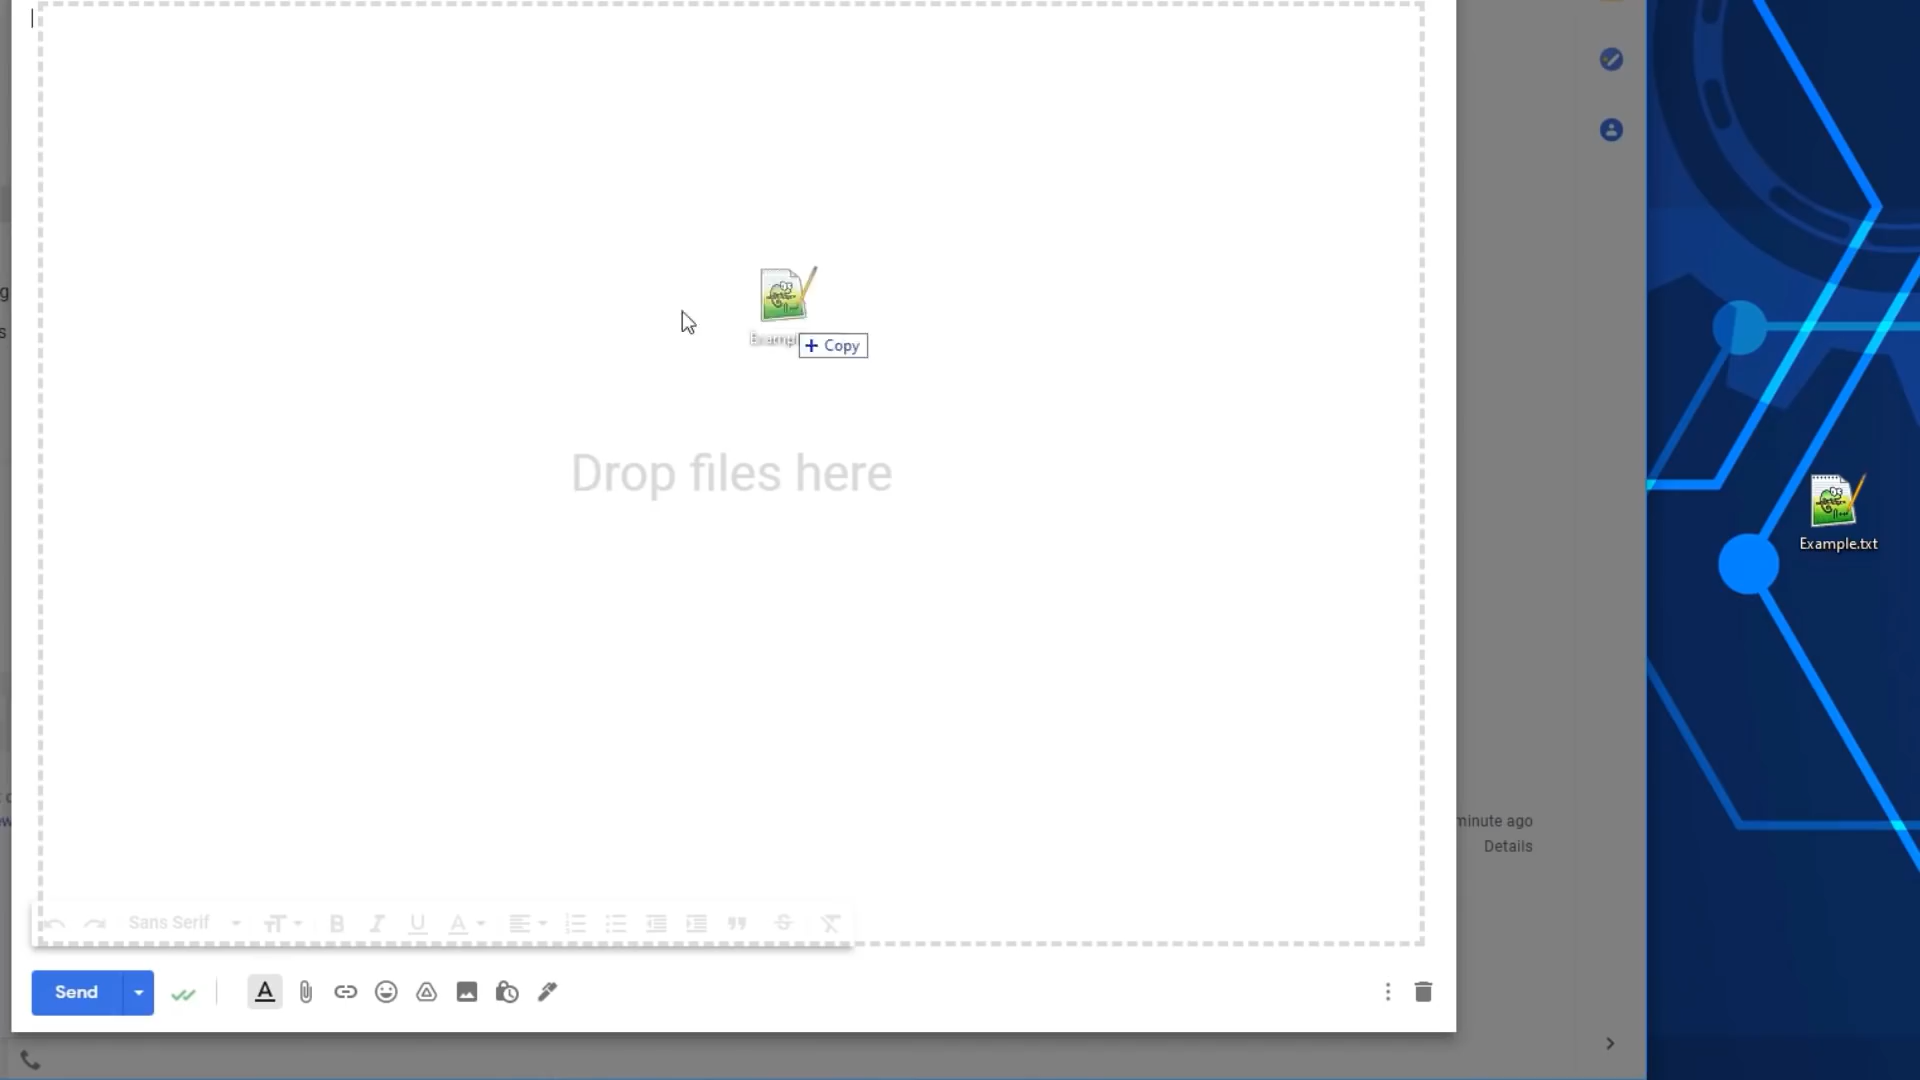 + Copy
Drop files here
Example.txt
minute ago
Details
Sans Serif
Send